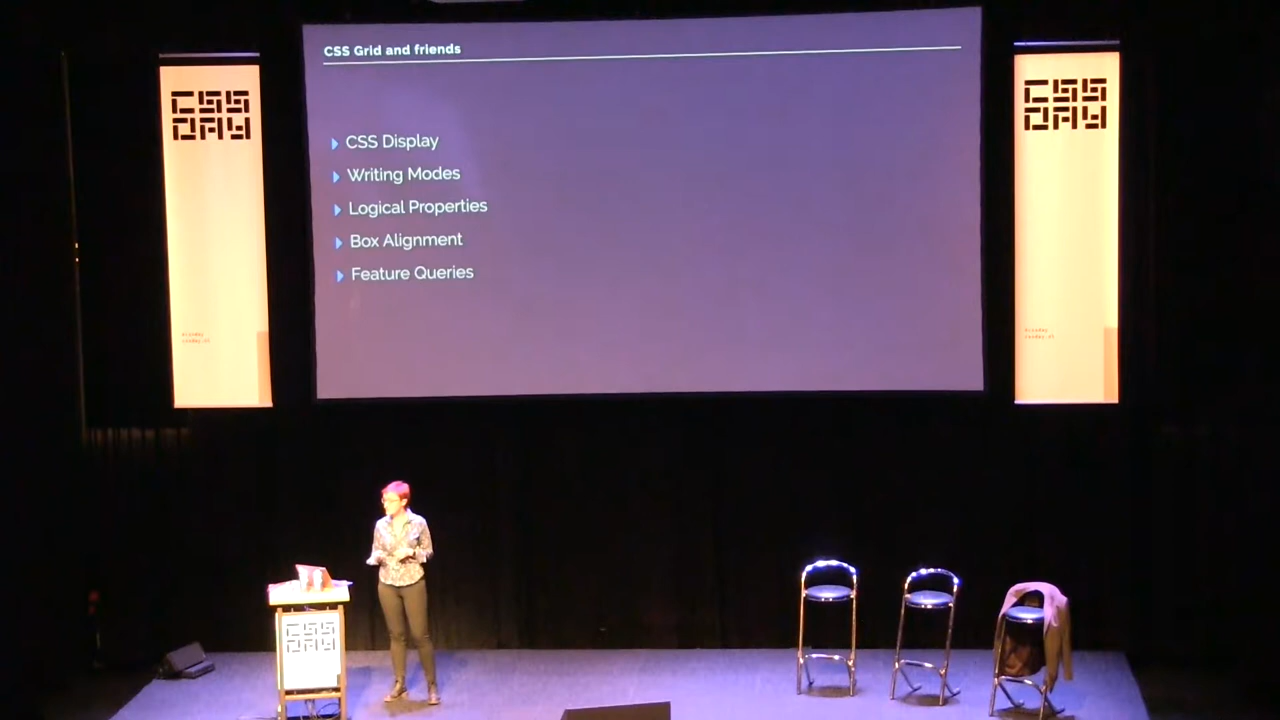 CSS Grid and friends
CSS Display
Writing Modes
Logical Properties
Box Alignment
Feature Queries
CSS
DAY
CSS
DAY
CSS
DAY